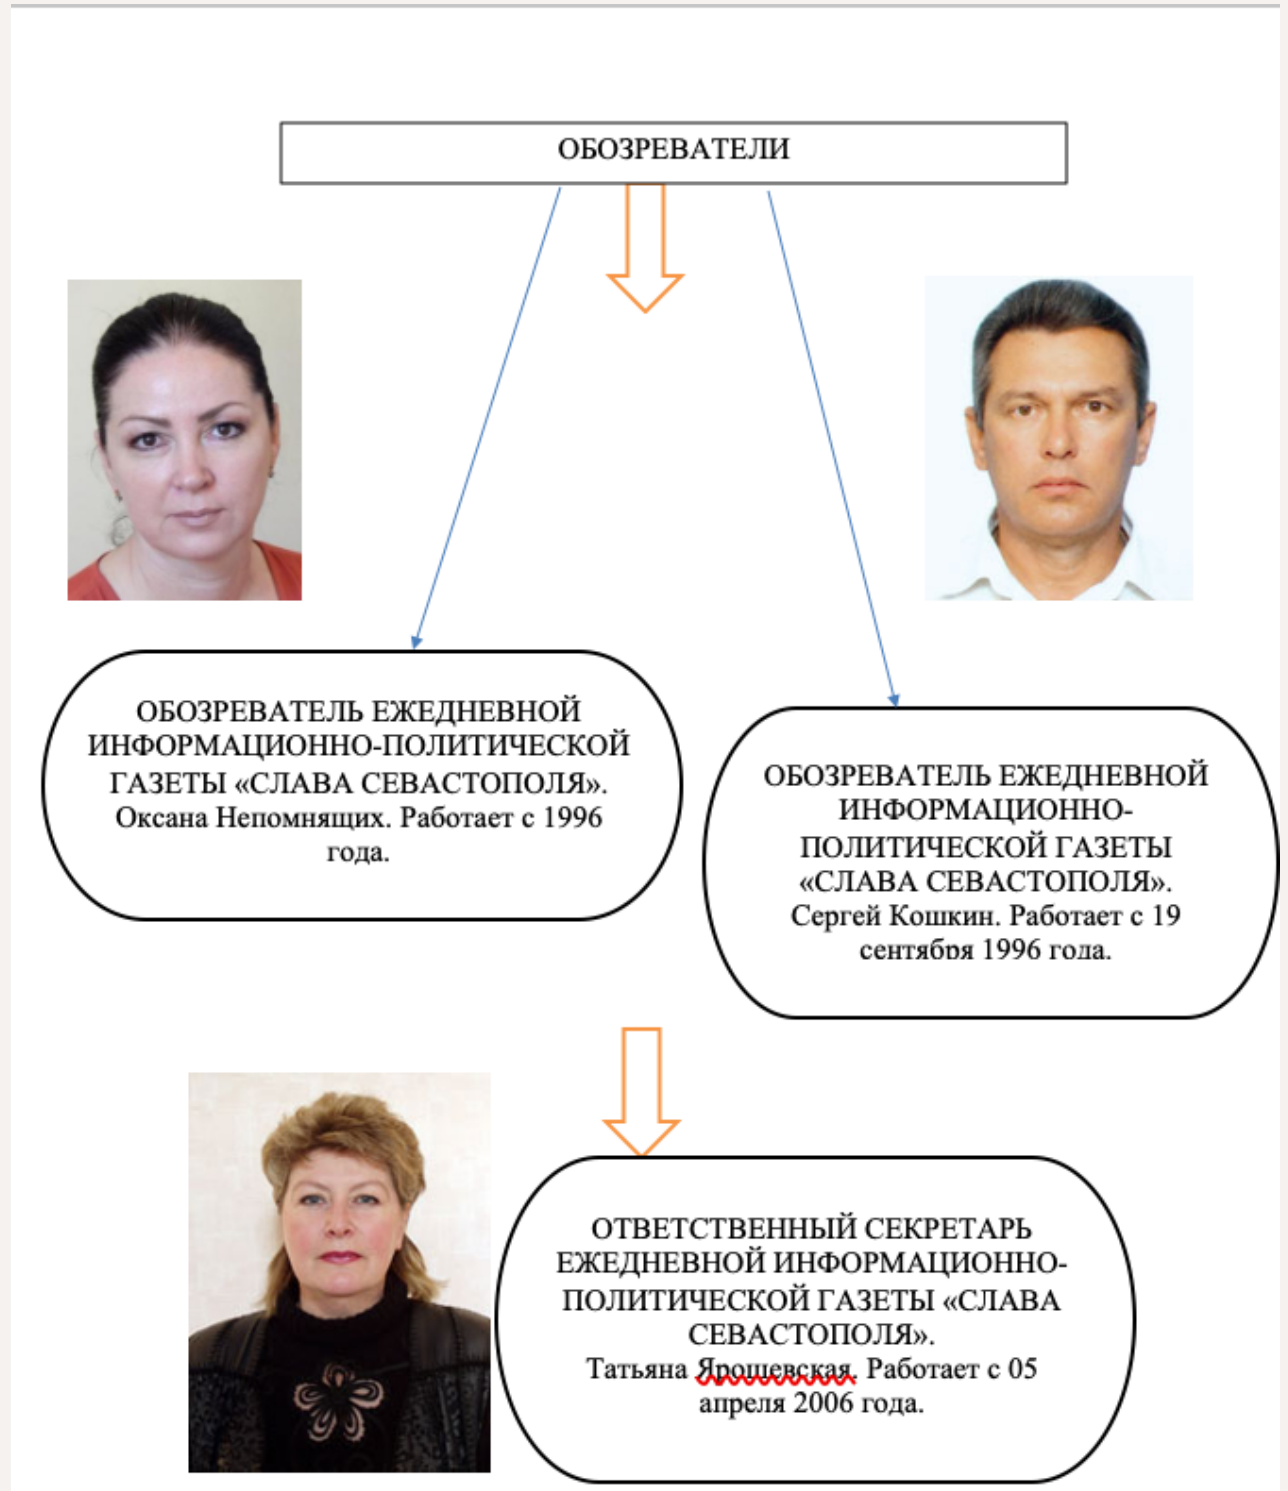 ОБОЗРЕВАТЕЛИ
ОБОЗРЕВАТЕЛЬ ЕЖЕДНЕВНОЙ
ИНФОРМАЦИОННО-ПОЛИТИЧЕСКОЙ
ГАЗЕТЫ «СЛАВА СЕВАСТОПОЛЯ».
Оксана Непомнящих. Работает с 1996
года.
ОБОЗРЕВАТЕЛЬ ЕЖЕДНЕВНОЙ
ИНФОРМАЦИОННО-
ПОЛИТИЧЕСКОЙ ГАЗЕТЫ
«СЛАВА СЕВАСТОПОЛЯ».
Сергей Кошкин. Работает с 19
сентября 1996 года.
ОТВЕТСТВЕННЫЙ СЕКРЕТАРЬ
ЕЖЕДНЕВНОЙ ИНФОРМАЦИОННО-
ПОЛИТИЧЕСКОЙ ГАЗЕТЫ «СЛАВА
СЕВАСТОПОЛЯ».
Татьяна Ярошевская. Работает с 05
апреля 2006 года.